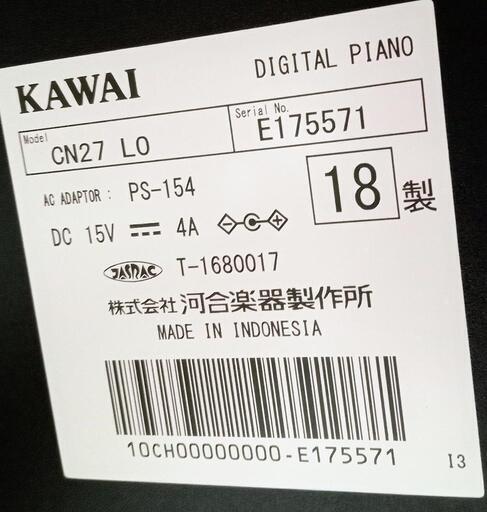 KAWAI DIGITAL PIANO
Model CN27 LO Serial No. E175571
AC ADAPTOR : PS-154
DC 15V 4A
18 製
JASRAC T-1680017
株式会社 河合楽器製作所
MADE IN INDONESIA
10CH00000000-E175571
I3